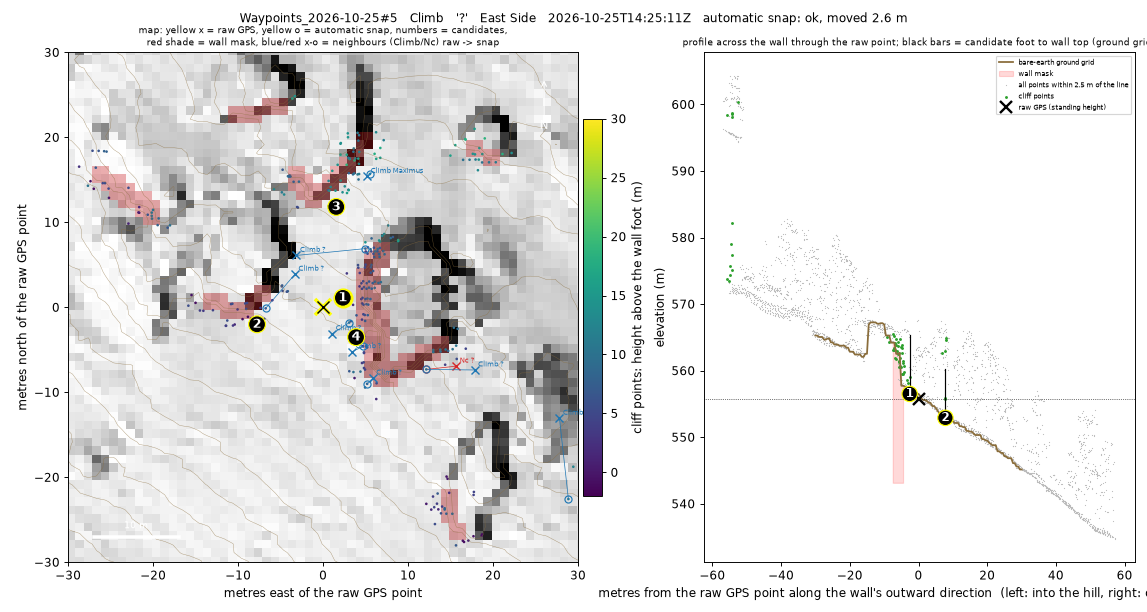 Waypoints_2026-10-25#5 Climb '?' East Side 2026-10-25T14:25:11Z automatic snap: ok, moved 2.6 m
map: yellow x = raw GPS, yellow o = automatic snap, numbers = candidates,
red shade = wall mask, blue/red x-o = neighbours (Climb/Nc) raw -> snap
metres north of the raw GPS point
30
20
10
0
−10
−20
−30
Climb Maximus
Climb ?
Climb ?
Nc ?
Climb ?
1
2
3
4
−30
−20
−10
0
10
20
30
metres east of the raw GPS point
30
25
20
15
10
5
0
cliff points: height above the wall foot (m)
profile across the wall through the raw point; black bars = candidate foot to wall top (ground gri
bare-earth ground grid
wall mask
all points within 2.5 m of the line
cliff points
raw GPS (standing height)
elevation (m)
600
590
580
570
560
550
540
1
2
−60
−40
−20
0
20
40
60
metres from the raw GPS point along the wall's outward direction (left: into the hill, right: